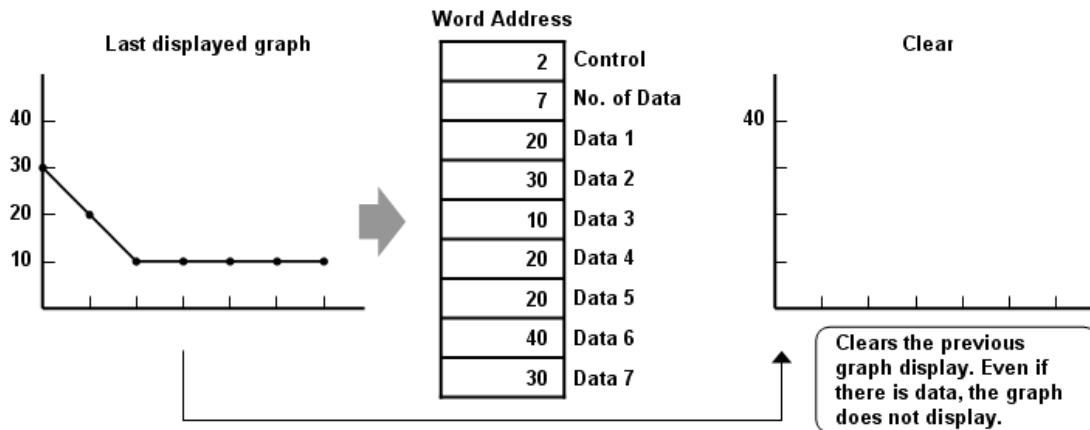 Word Address
Last displayed graph
Clear
40
30
20
10
2 Control
7 No. of Data
20 Data 1
30 Data 2
10 Data 3
20 Data 4
20 Data 5
40 Data 6
30 Data 7
40
Clears the previous
graph display. Even if
there is data, the graph
does not display.